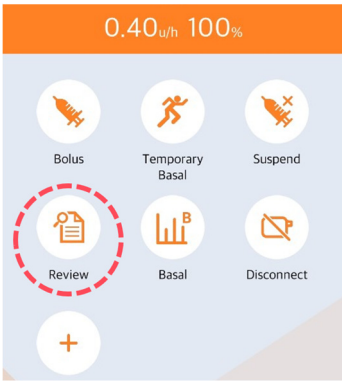 0.40u/h 100%
Bolus
Temporary
Basal
Suspend
Review
B
Basal
Disconnect
+